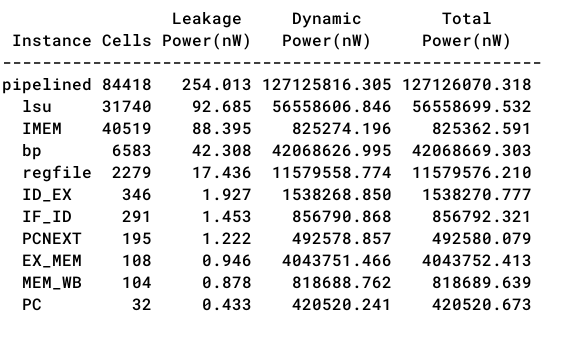 Leakage Dynamic Total
Instance Cells Power(nW) Power(nW) Power(nW)
--------------------------------------------------------
pipelined 84418 254.013 127125816.305 127126070.318
lsu 31740 92.685 56558606.846 56558699.532
IMEM 40519 88.395 825274.196 825362.591
bp 6583 42.308 42068626.995 42068669.303
regfile 2279 17.436 11579558.774 11579576.210
ID_EX 346 1.927 1538268.850 1538270.777
IF_ID 291 1.453 856790.868 856792.321
PCNEXT 195 1.222 492578.857 492580.079
EX_MEM 108 0.946 4043751.466 4043752.413
MEM_WB 104 0.878 818688.762 818689.639
PC 32 0.433 420520.241 420520.673